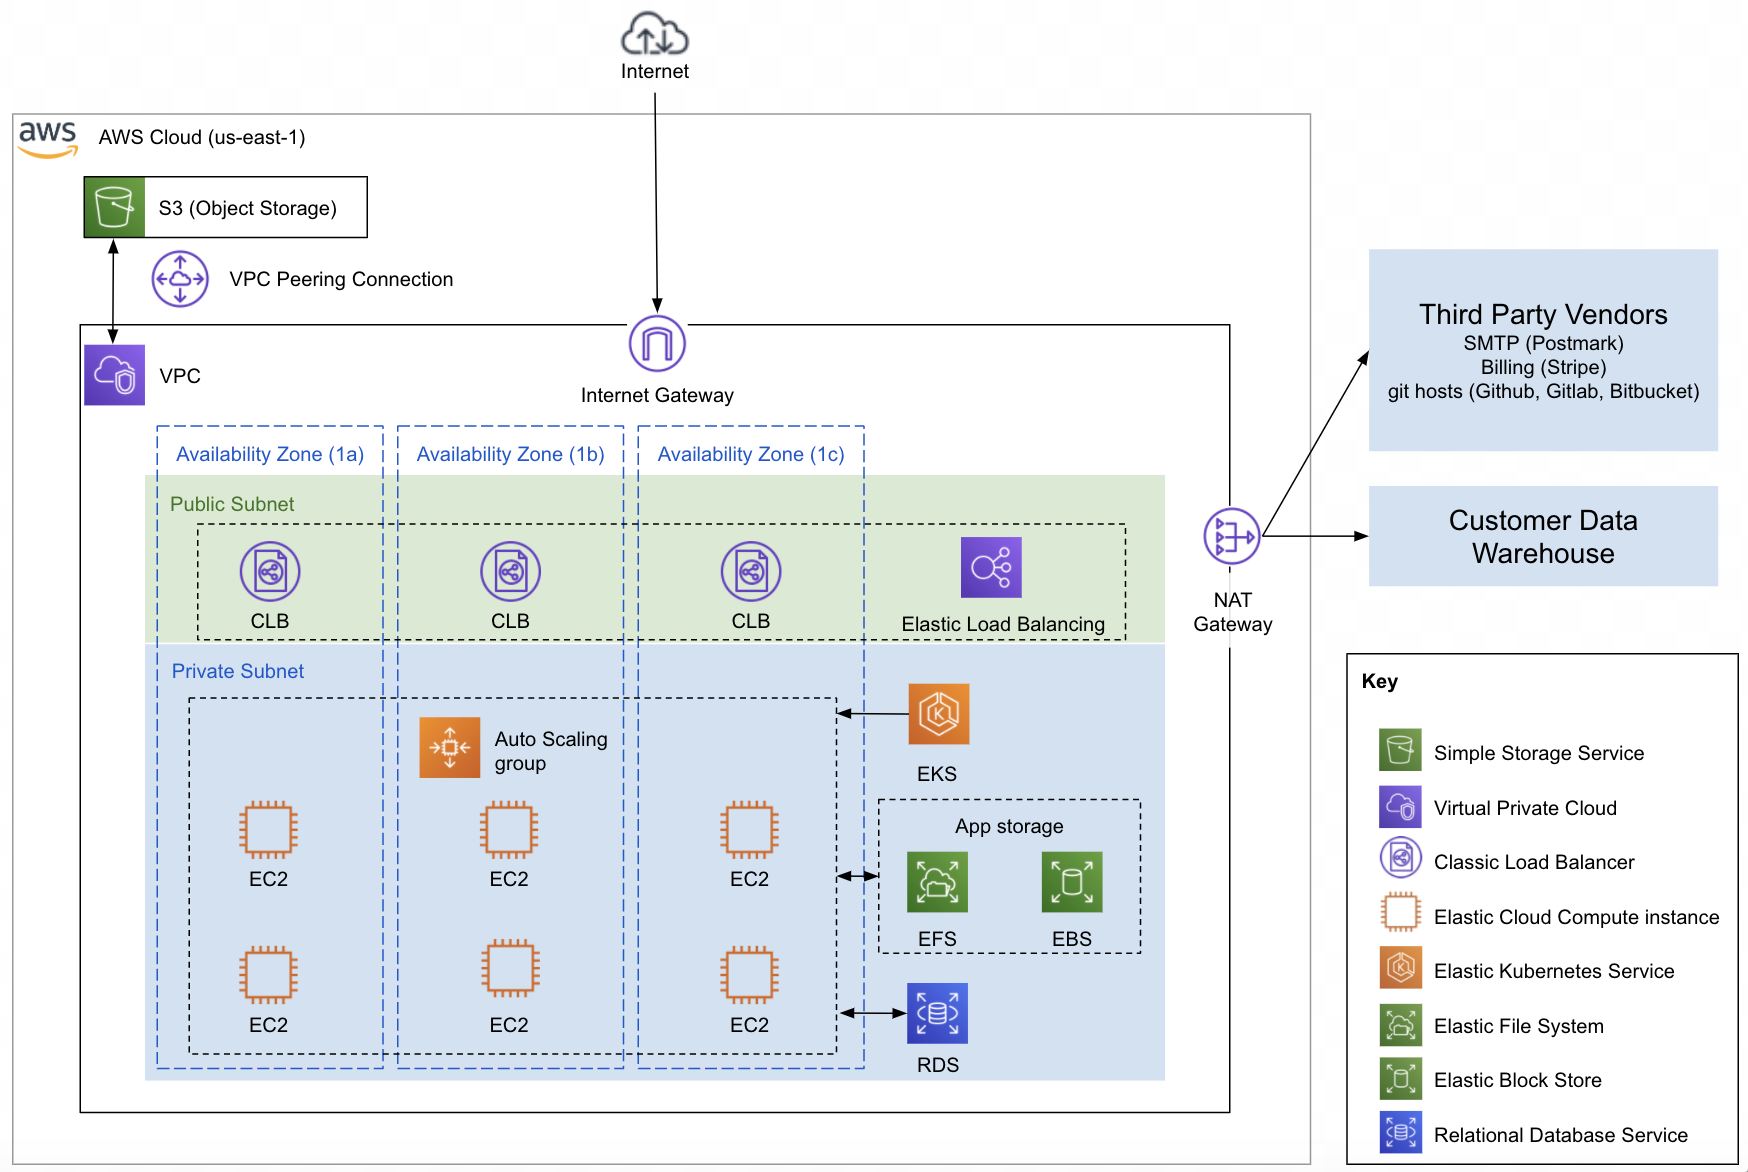 Internet
aws
AWS Cloud (us-east-1)
S3 (Object Storage)
VPC Peering Connection
VPC
Internet Gateway
Availability Zone (1a)
Availability Zone (1b)
Availability Zone (1c)
Public Subnet
CLB
CLB
CLB
Elastic Load Balancing
Private Subnet
Auto Scaling
group
EKS
EC2
EC2
EC2
App storage
EFS
EBS
EC2
EC2
EC2
RDS
NAT
Gateway
Third Party Vendors
SMTP (Postmark)
Billing (Stripe)
git hosts (Github, Gitlab, Bitbucket)
Customer Data
Warehouse
Key
Simple Storage Service
Virtual Private Cloud
Classic Load Balancer
Elastic Cloud Compute instance
Elastic Kubernetes Service
Elastic File System
Elastic Block Store
Relational Database Service